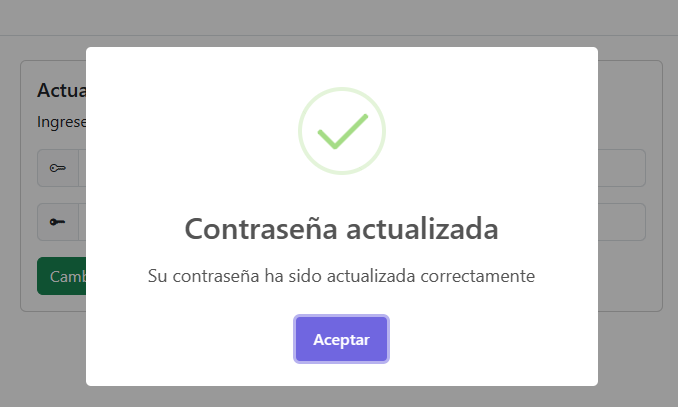 Contraseña actualizada
Su contraseña ha sido actualizada correctamente
Aceptar